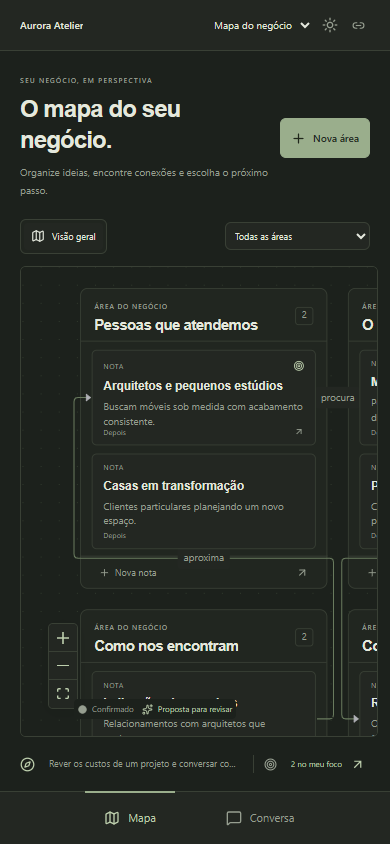 Aurora Atelier
Mapa do negócio
SEU NEGÓCIO, EM PERSPECTIVA
O mapa do seu
negócio.
Nova área
Organize ideias, encontre conexões e escolha o próximo
passo.
Visão geral
Todas as áreas
ÁREA DO NEGÓCIO
Pessoas que atendemos
2
NOTA
Arquitetos e pequenos estúdios
Buscam móveis sob medida com acabamento
consistente.
Depois
procura
NOTA
Casas em transformação
Clientes particulares planejando um novo
espaço.
Depois
aproxima
Nova nota
ÁREA DO NEGÓCIO
Como nos encontram
2
NOTA
Confirmado
Proposta para revisar
Relacionamentos com arquitetos que
Rever os custos de um projeto e conversar co...
2 no meu foco
Mapa
Conversa